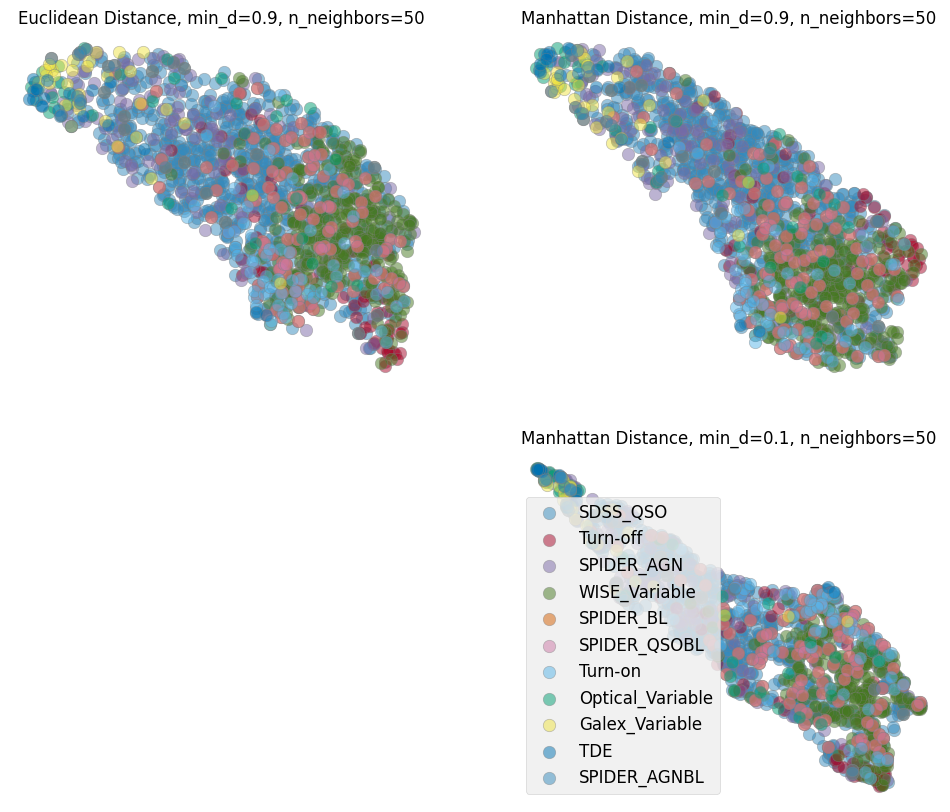 Euclidean Distance, min_d=0.9, n_neighbors=50
Manhattan Distance, min_d=0.9, n_neighbors=50
Manhattan Distance, min_d=0.1, n_neighbors=50
SDSS_QSO
Turn-off
SPIDER_AGN
WISE_Variable
SPIDER_BL
SPIDER_QSOBL
Turn-on
Optical_Variable
Galex_Variable
TDE
SPIDER_AGNBL